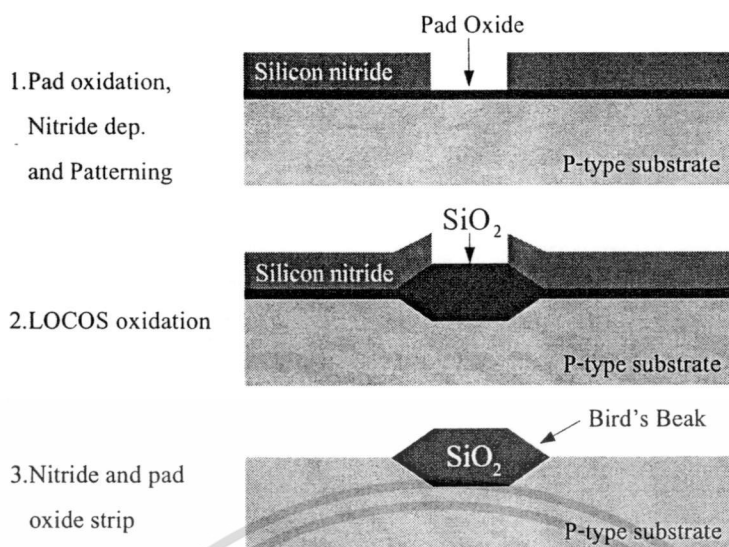 Pad Oxide
Silicon nitride
1.Pad oxidation,
Nitride dep.
and Patterning
P-type substrate
SiO2
Silicon nitride
2.LOCOS oxidation
P-type substrate
Bird's Beak
SiO2
3.Nitride and pad
oxide strip
P-type substrate